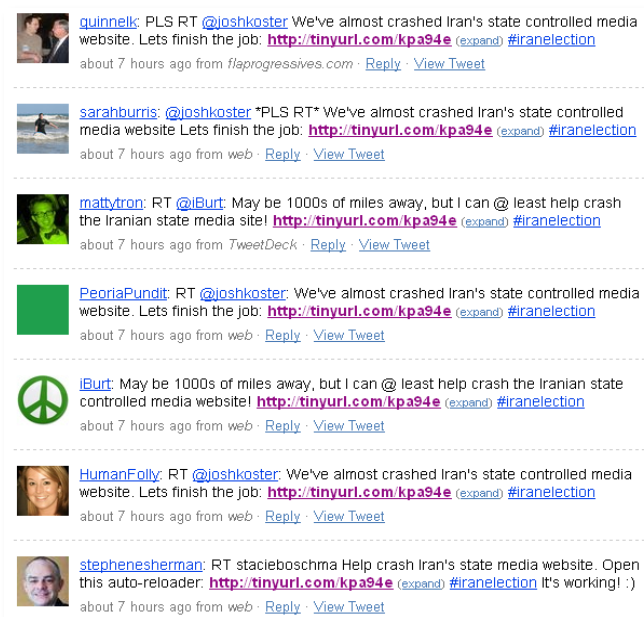 quinnelk: PLS RT @joshkoster We've almost crashed Iran's state controlled media
website. Lets finish the job: http://tinyurl.com/kpa94e (expand) #iranelection
about 7 hours ago from flaprogressives.com · Reply · View Tweet
sarahburris: @joshkoster *PLS RT* We've almost crashed Iran's state controlled
media website Lets finish the job: http://tinyurl.com/kpa94e (expand) #iranelection
about 7 hours ago from web · Reply · View Tweet
mattytron: RT @iBurt: May be 1000s of miles away, but I can @ least help crash
the Iranian state media site! http://tinyurl.com/kpa94e (expand) #iranelection
about 7 hours ago from TweetDeck · Reply · View Tweet
PeoriaPundit: RT @joshkoster: We've almost crashed Iran's state controlled media
website. Lets finish the job: http://tinyurl.com/kpa94e (expand) #iranelection
about 7 hours ago from web · Reply · View Tweet
iBurt: May be 1000s of miles away, but I can @ least help crash the Iranian state
controlled media website! http://tinyurl.com/kpa94e (expand) #iranelection
about 7 hours ago from web · Reply · View Tweet
HumanFolly: RT @joshkoster: We've almost crashed Iran's state controlled media
website. Lets finish the job: http://tinyurl.com/kpa94e (expand) #iranelection
about 7 hours ago from web · Reply · View Tweet
stephenesherman: RT stacieboschma Help crash Iran's state media website. Open
this auto-reloader: http://tinyurl.com/kpa94e (expand) #iranelection It's working! :)
about 7 hours ago from web · Reply · View Tweet